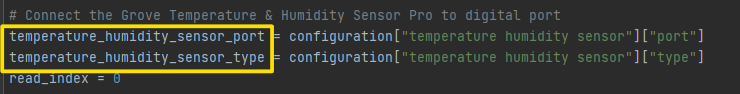 # Connect the Grove Temperature & Humidity Sensor Pro to digital port
temperature_humidity_sensor_port = configuration["temperature humidity sensor"]["port"]
temperature_humidity_sensor_type = configuration["temperature humidity sensor"]["type"]
read_index = 0